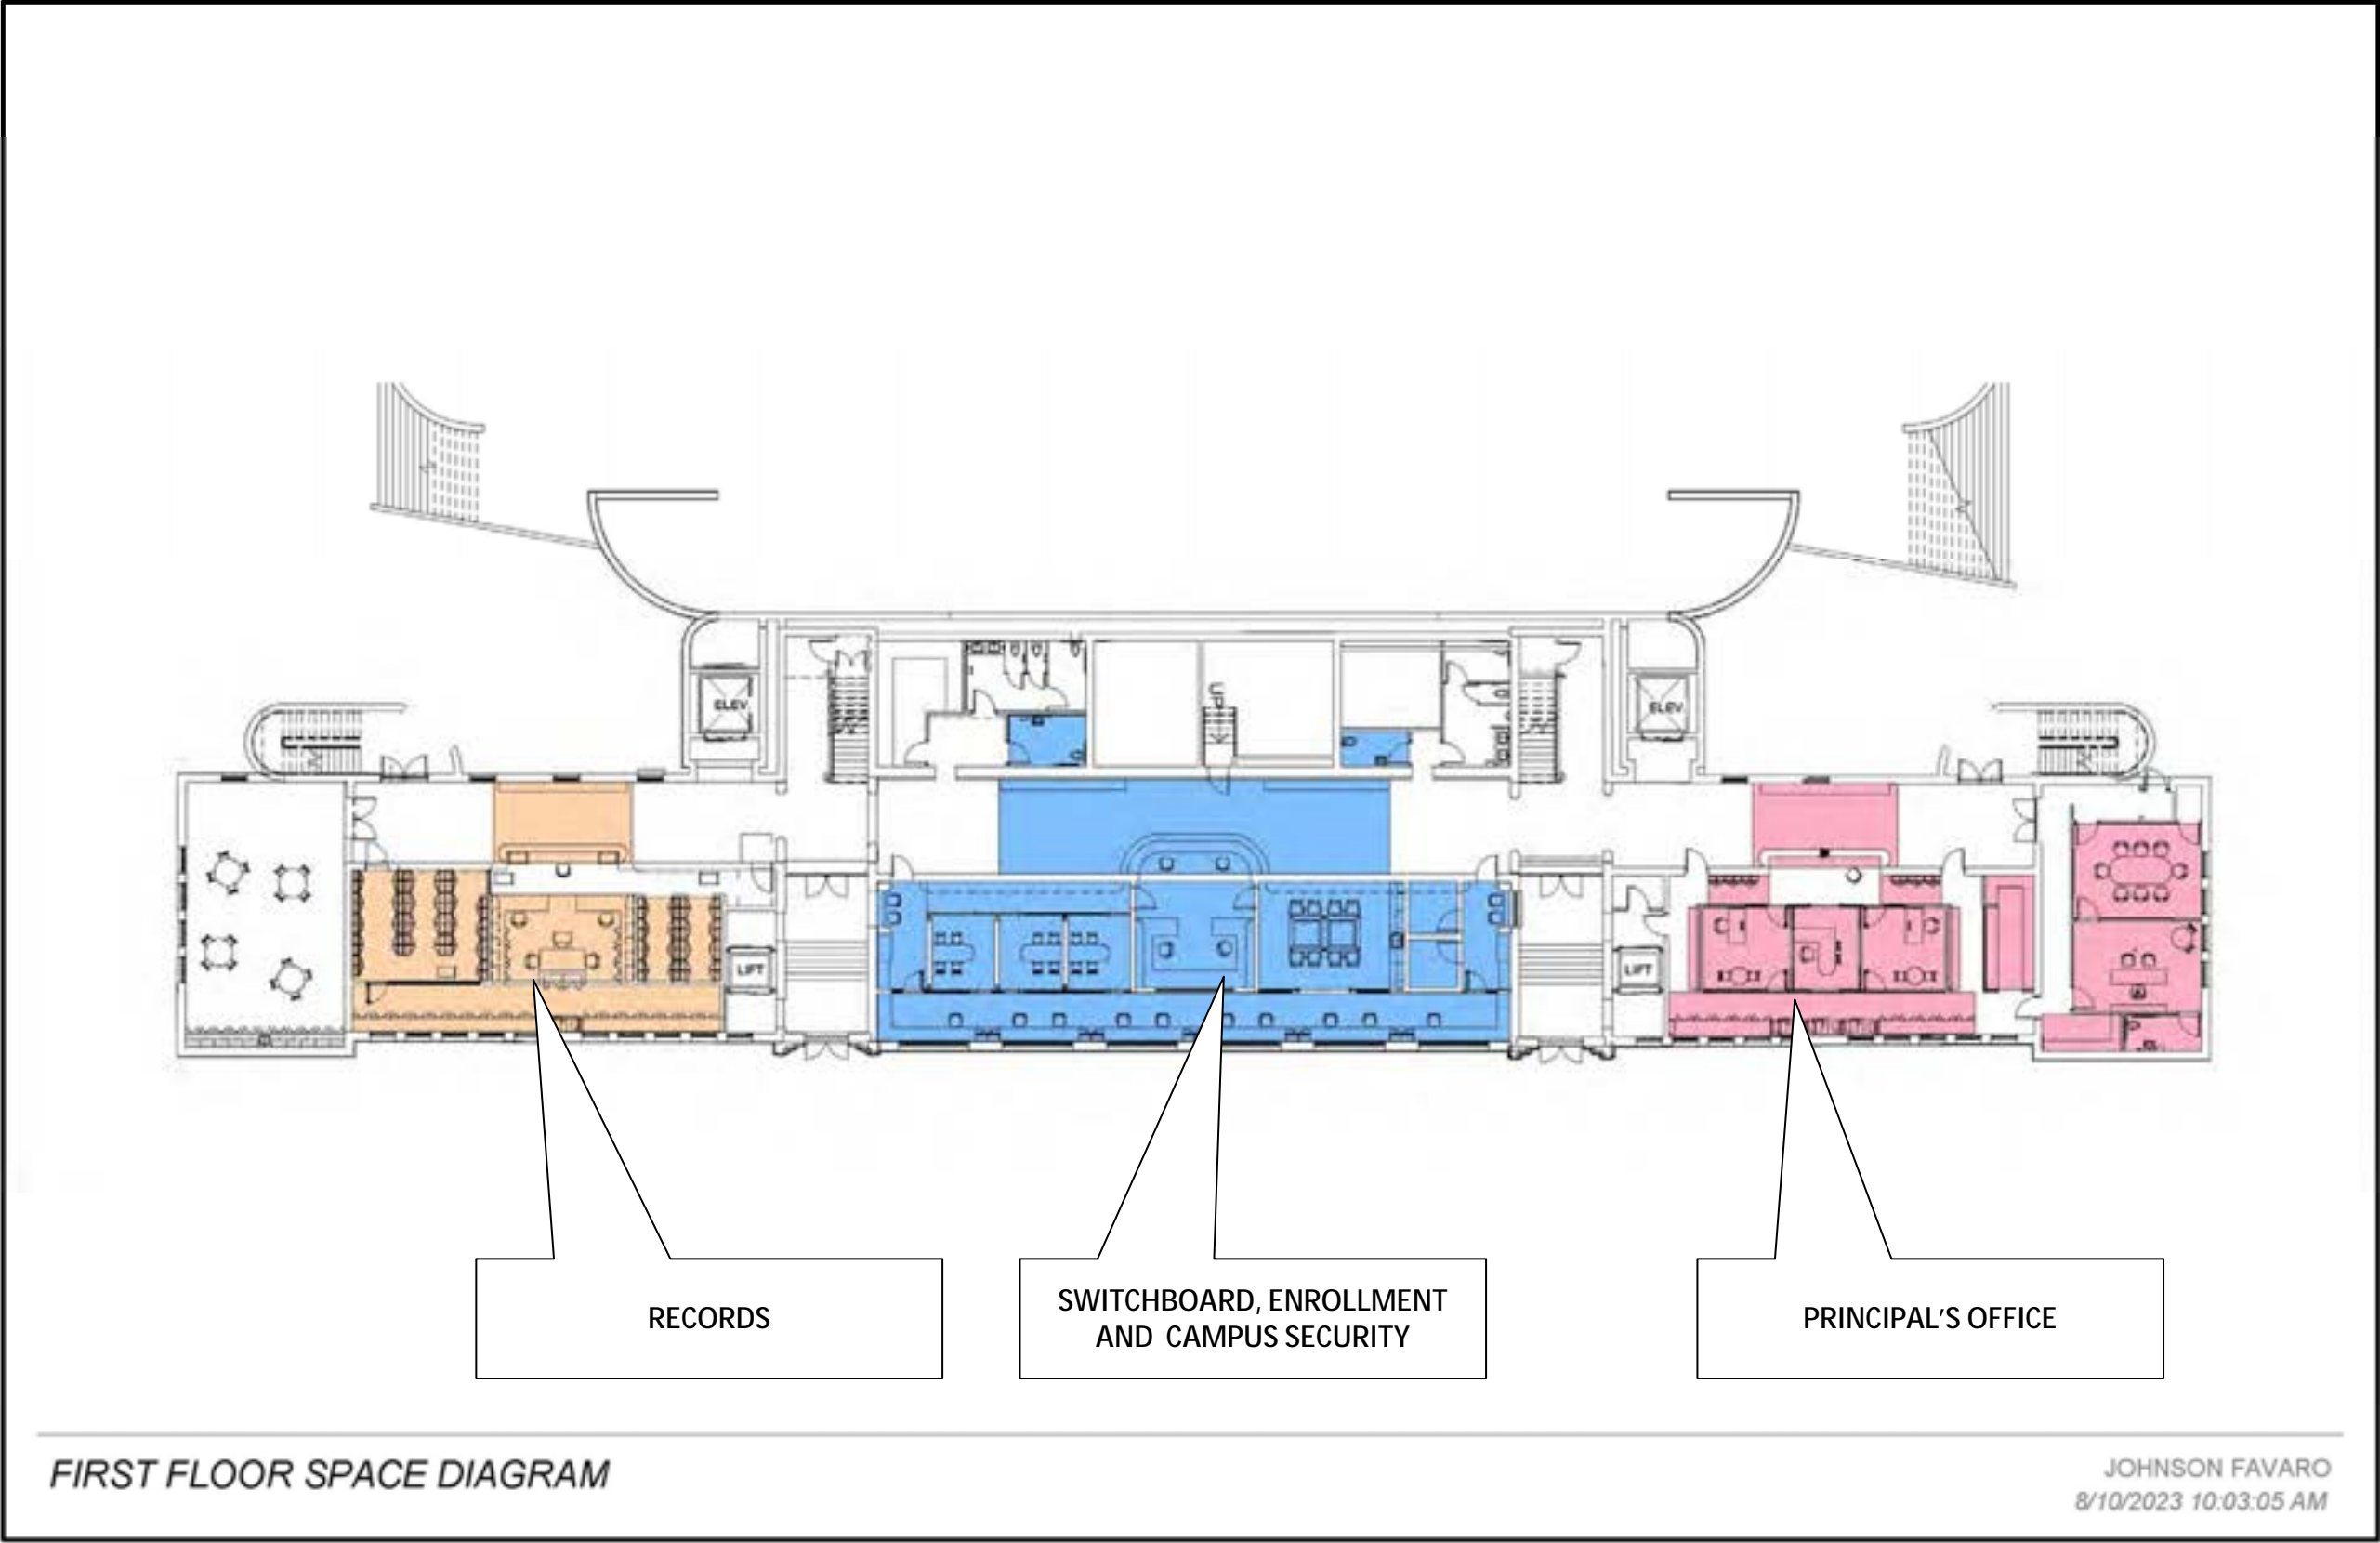 UP
ELEV
ELEV
LIFT
LIFT
RECORDS
SWITCHBOARD, ENROLLMENT
AND CAMPUS SECURITY
PRINCIPAL'S OFFICE
FIRST FLOOR SPACE DIAGRAM
JOHNSON FAVARO
8/10/2023 10:03:05 AM